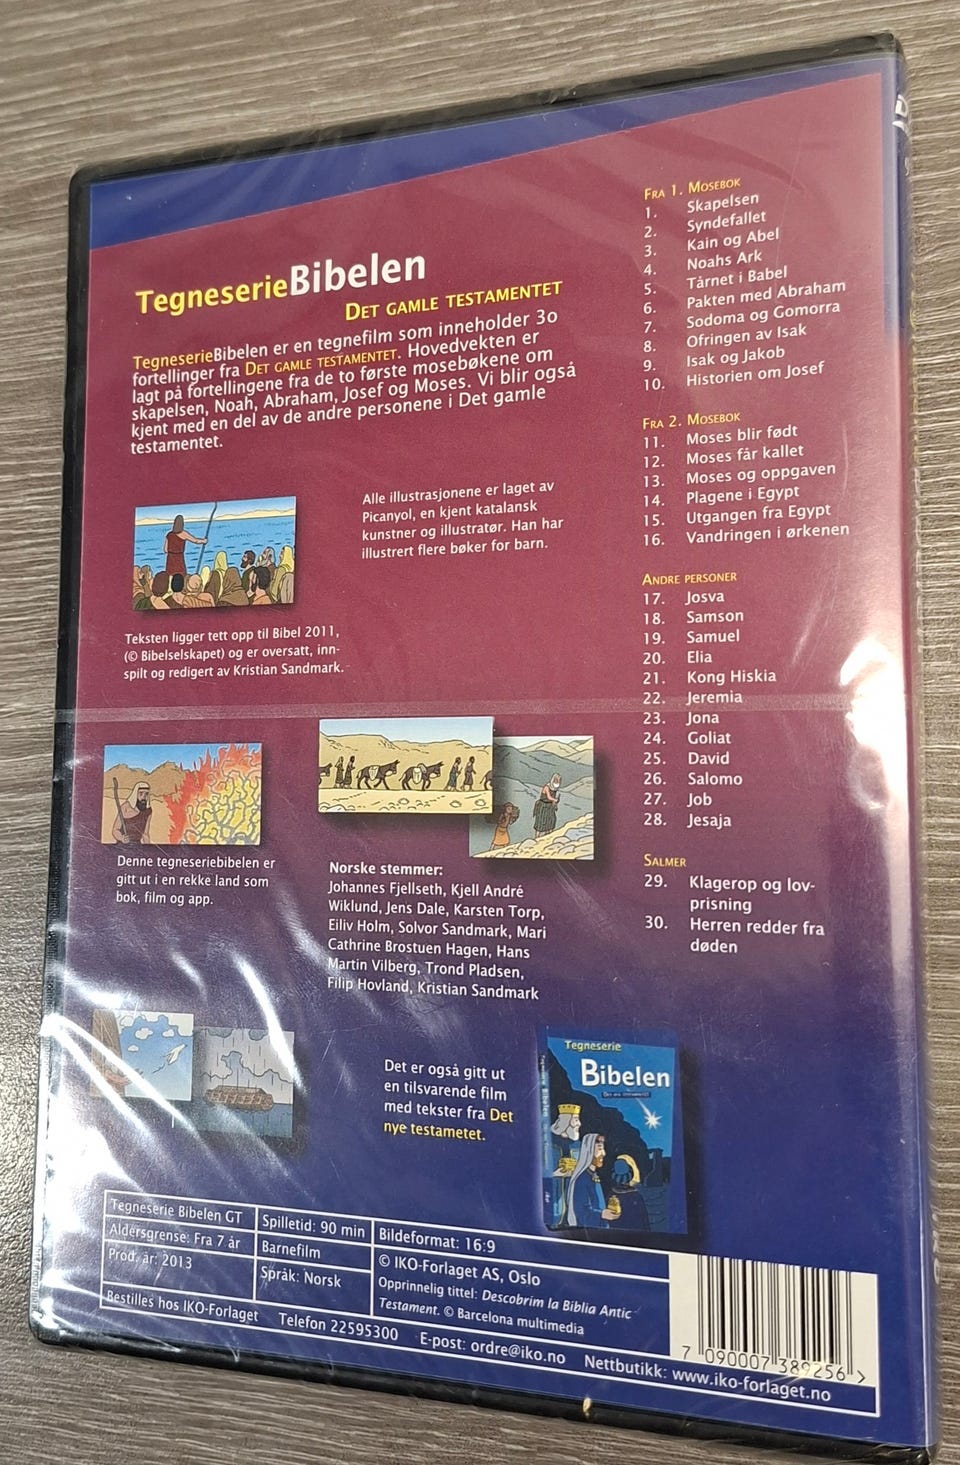 TegneserieBibelen
DET GAMLE TESTAMENTET
TegneserieBibelen er en tegnefilm som inneholder 3o
fortellinger fra DET GAMLE TESTAMENTET. Hovedvekten er
lagt på fortellingene fra de to første mosebøkene om
skapelsen, Noah, Abraham, Josef og Moses. Vi blir også
kjent med en del av de andre personene i Det gamle
testamentet.
Alle illustrasjonene er laget av
Picanyol, en kjent katalansk
kunstner og illustratør. Han har
illustrert flere bøker for barn.
Teksten ligger tett opp til Bibel 2011,
(© Bibelselskapet) og er oversatt, inn-
spilt og redigert av Kristian Sandmark.
Denne tegneseriebibelen er
gitt ut i en rekke land som
bok, film og app.
Norske stemmer:
Johannes Fjellseth, Kjell André
Wiklund, Jens Dale, Karsten Torp,
Eiliv Holm, Solvor Sandmark, Mari
Cathrine Brostuen Hagen, Hans
Martin Vilberg, Trond Pladsen,
Filip Hovland, Kristian Sandmark
Det er også gitt ut
en tilsvarende film
med tekster fra Det
nye testametet.
Tegneserie
Bibelen
FRA 1. MOSEBOK
1. Skapelsen
2. Syndefallet
3. Kain og Abel
4. Noahs Ark
5. Tårnet i Babel
6. Pakten med Abraham
7. Sodoma og Gomorra
8. Ofringen av Isak
9. Isak og Jakob
10. Historien om Josef
FRA 2. MOSEBOK
11. Moses blir født
12. Moses får kallet
13. Moses og oppgaven
14. Plagene i Egypt
15. Utgangen fra Egypt
16. Vandringen i ørkenen
ANDRE PERSONER
17. Josva
18. Samson
19. Samuel
20. Elia
21. Kong Hiskia
22. Jeremia
23. Jona
24. Goliat
25. David
26. Salomo
27. Job
28. Jesaja
SALMER
29. Klagerop og lov-
prisning
30. Herren redder fra
døden
Tegneserie Bibelen GT
Aldersgrense: Fra 7 år
Prod. år: 2013
Spilletid: 90 min
Barnefilm
Språk: Norsk
Bildeformat: 16:9
© IKO-Forlaget AS, Oslo
Opprinnelig tittel: Descobrim la Biblia Antic
Testament. © Barcelona multimedia
Bestilles hos IKO-Forlaget Telefon 22595300 E-post: ordre@iko.no Nettbutikk: www.iko-forlaget.no
7 090007 389256 >